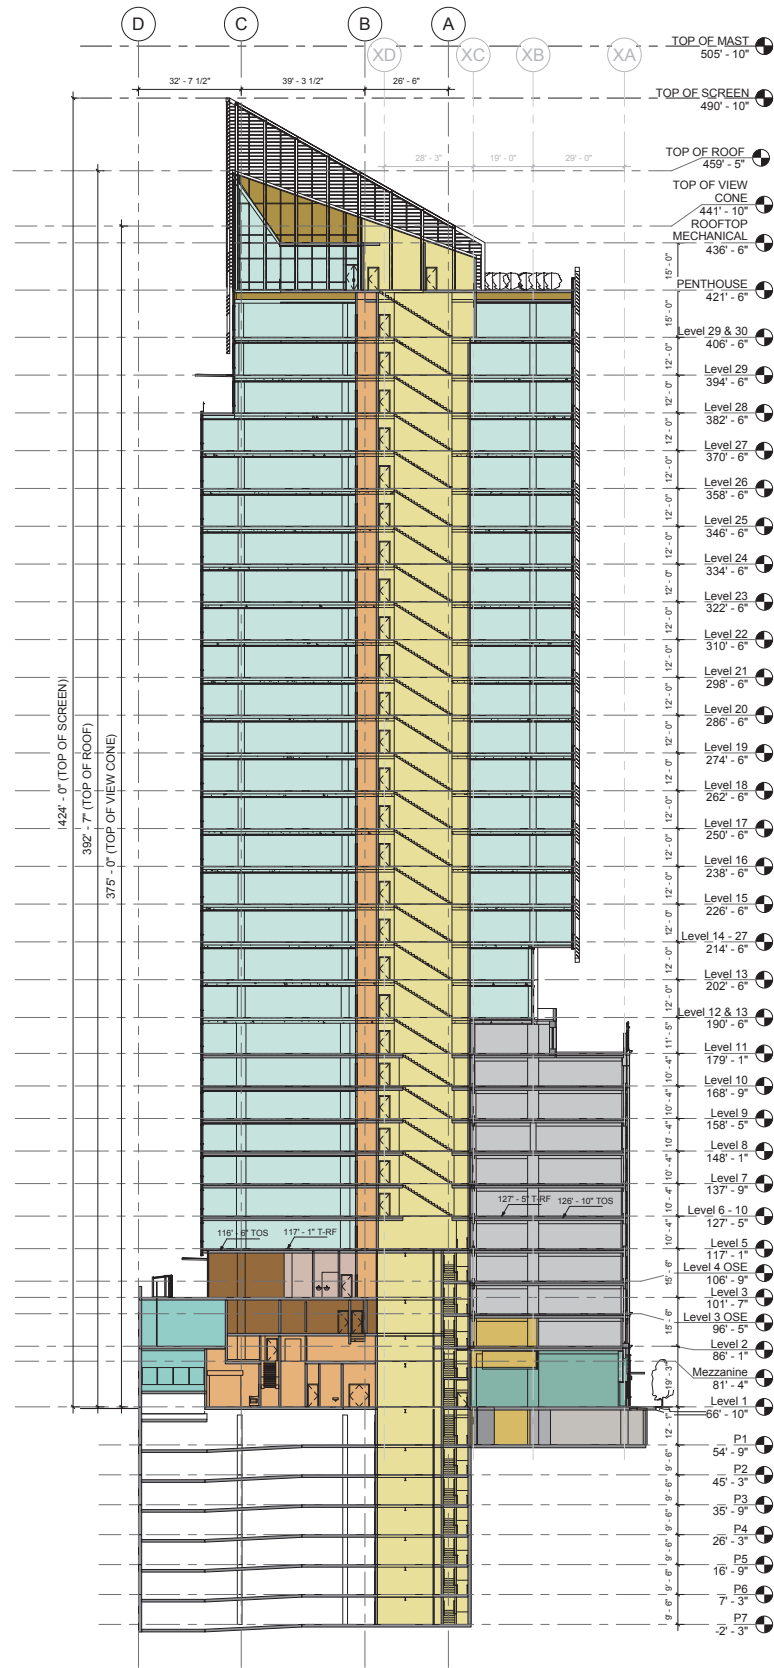 D
C
B
A
XD
XC
XB
XA
TOP OF MAST
505' - 10"
32' - 7 1/2"
39' - 3 1/2"
26' - 6"
TOP OF SCREEN
490' - 10"
28' - 3"
19' - 0"
29' - 0"
TOP OF ROOF
459' - 5"
TOP OF VIEW
CONE
441' - 10"
ROOFTOP
MECHANICAL
436' - 6"
15' - 0"
PENTHOUSE
421' - 6"
15' - 0"
Level 29 & 30
406' - 6"
12' - 0"
Level 29
394' - 6"
12' - 0"
Level 28
382' - 6"
12' - 0"
Level 27
370' - 6"
12' - 0"
Level 26
358' - 6"
12' - 0"
Level 25
346' - 6"
12' - 0"
Level 24
334' - 6"
12' - 0"
Level 23
322' - 6"
12' - 0"
Level 22
310' - 6"
12' - 0"
Level 21
298' - 6"
12' - 0"
Level 20
286' - 6"
12' - 0"
Level 19
274' - 6"
12' - 0"
Level 18
262' - 6"
12' - 0"
Level 17
250' - 6"
12' - 0"
Level 16
238' - 6"
12' - 0"
Level 15
226' - 6"
12' - 0"
Level 14 - 27
214' - 6"
12' - 0"
Level 13
202' - 6"
12' - 0"
Level 12 & 13
190' - 6"
11' - 5"
Level 11
179' - 1"
10' - 4"
Level 10
168' - 9"
10' - 4"
Level 9
158' - 5"
10' - 4"
Level 8
148' - 1"
10' - 4"
Level 7
137' - 9"
10' - 4"
Level 6 - 10
127' - 5"
10' - 4"
Level 5
117' - 1"
15' - 6"
Level 4 OSE
106' - 9"
Level 3
101' - 7"
15' - 6"
Level 3 OSE
96' - 5"
Level 2
86' - 1"
19' - 3"
Mezzanine
81' - 4"
Level 1
66' - 10"
12' - 1"
P1
54' - 9"
9' - 6"
P2
45' - 3"
9' - 6"
P3
35' - 9"
9' - 6"
P4
26' - 3"
9' - 6"
P5
16' - 9"
9' - 6"
P6
7' - 3"
9' - 6"
P7
-2' - 3"
424' - 0" (TOP OF SCREEN)
392' - 7" (TOP OF ROOF)
375' - 0" (TOP OF VIEW CONE)
127' - 5" T-RF
126' - 10" TOS
116' - 6" TOS
117' - 1" T-RF